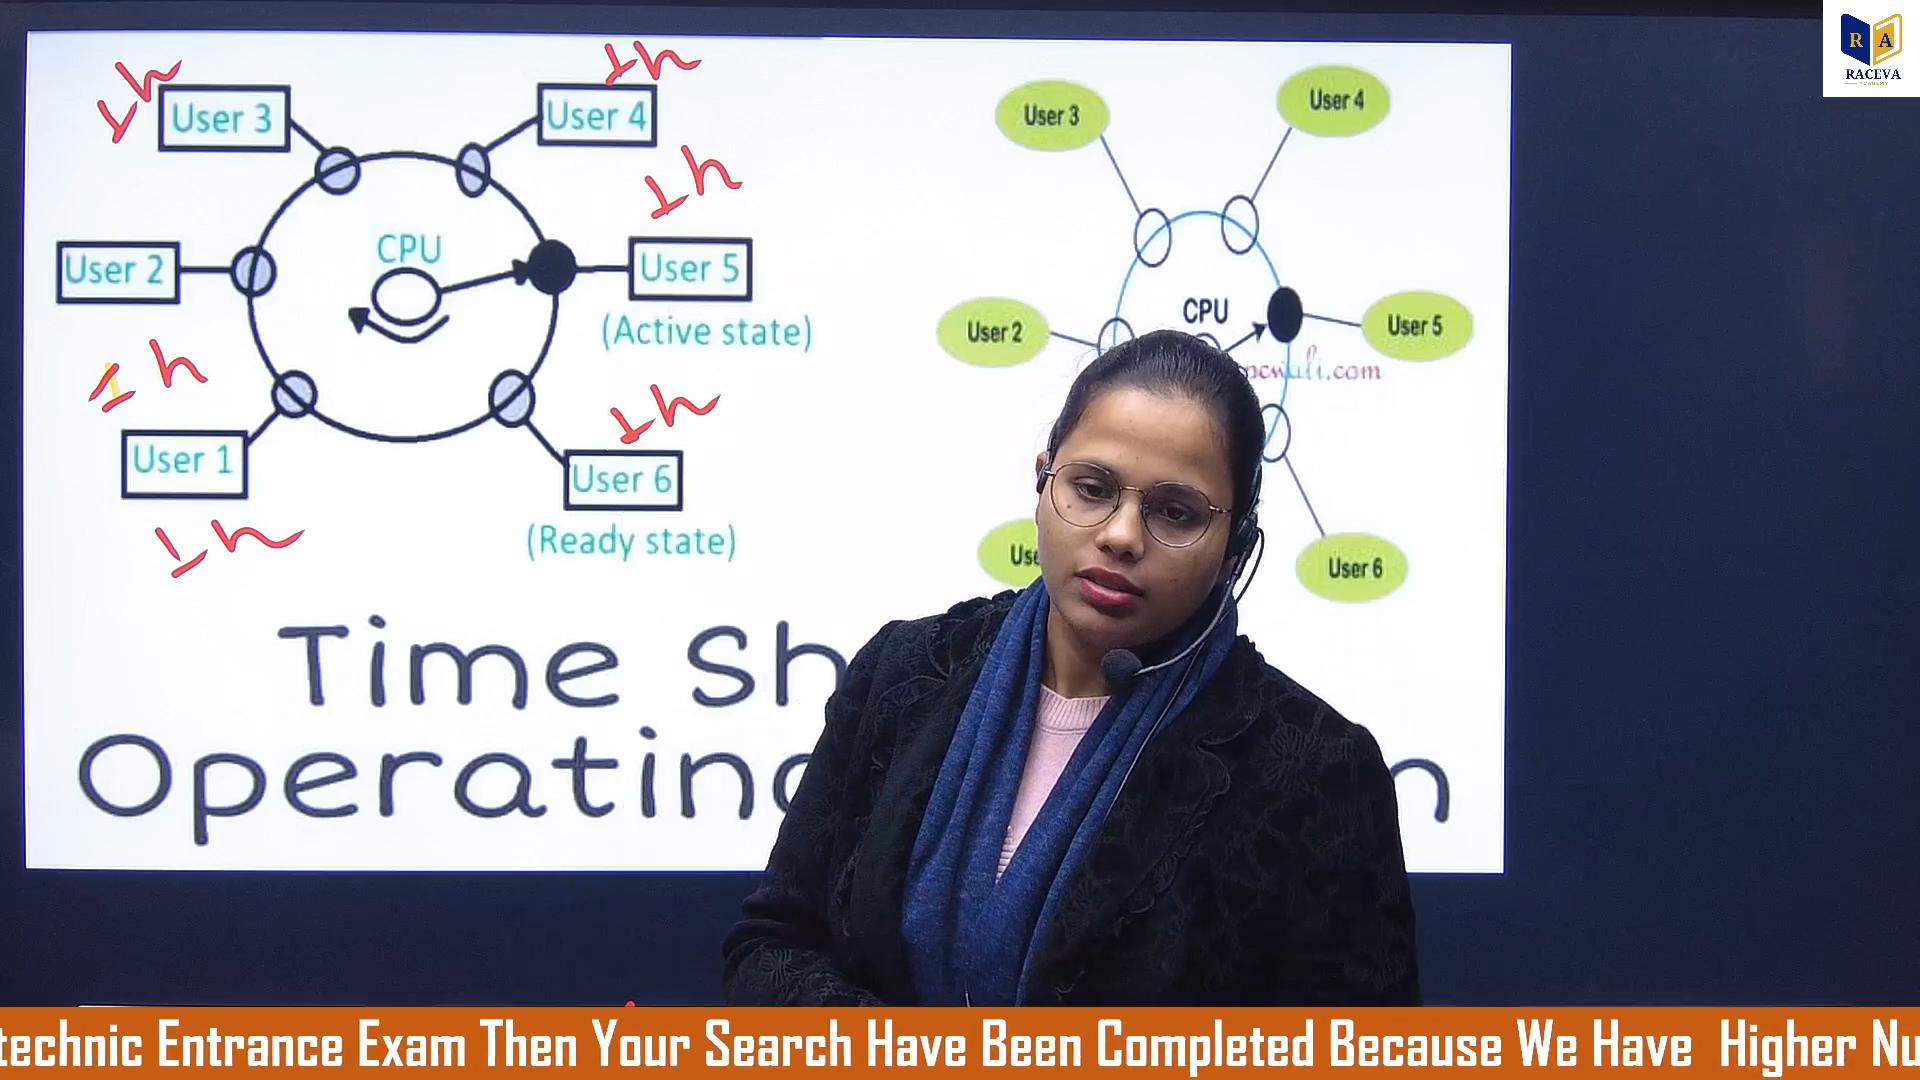 R A
RACEVA
ACADEMY
1h
User 3
1h
User 4
1h
User 2
CPU
User 5
(Active state)
1h
User 1
1h
User 6
(Ready state)
1h
User 3
User 4
User 2
CPU
User 5
User 6
Time Sh
Operating
n
technic Entrance Exam Then Your Search Have Been Completed Because We Have Higher Nu